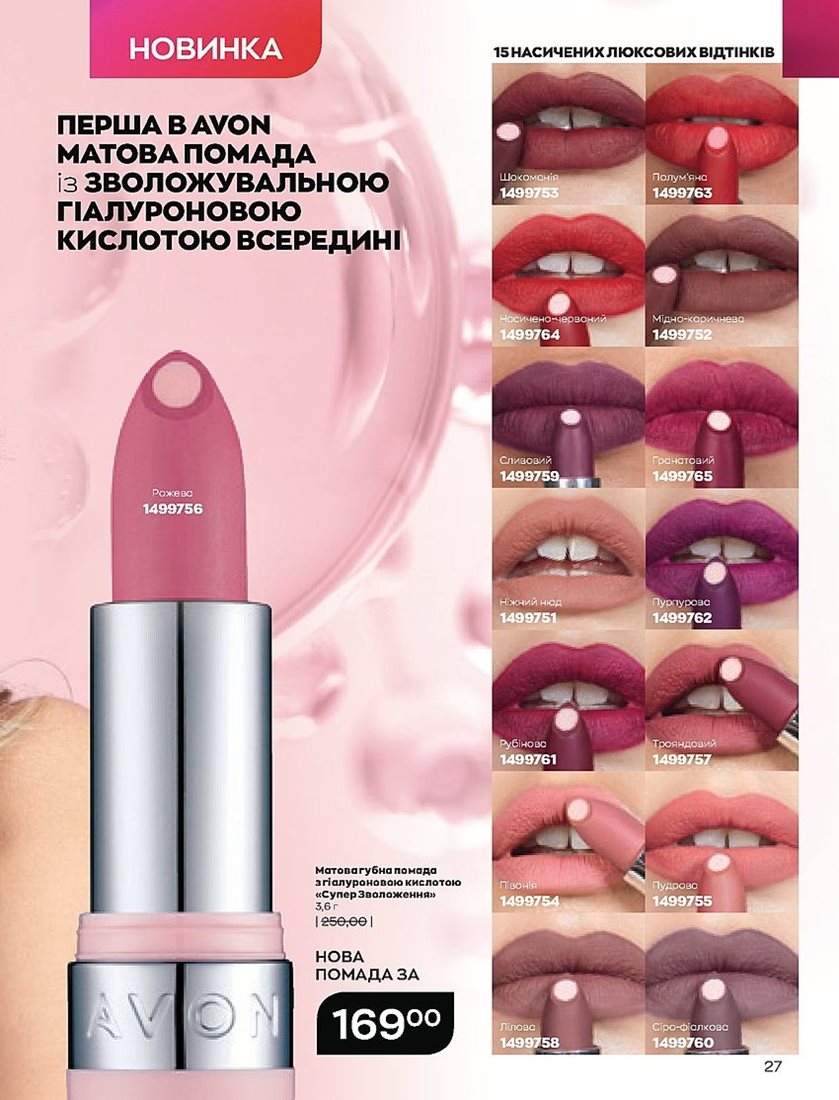 НОВИНКА
15 НАСИЧЕНИХ ЛЮКСОВИХ ВІДТІНКІВ
ПЕРША В AVON
МАТОВА ПОМАДА
ІЗ ЗВОЛОЖУВАЛЬНОЮ
ГІАЛУРОНОВОЮ
КИСЛОТОЮ ВСЕРЕДИНІ
Рожева
1499756
Шокоманія
1499753
Полум'яна
1499763
Насичено-червоний
1499764
Мідно-коричнева
1499752
Сливовий
1499759
Гранатовий
1499765
Ніжний нюд
1499751
Пурпурова
1499762
Рубінова
1499761
Трояндовий
1499757
Півонія
1499754
Пудрова
1499755
Лілова
1499758
Сіро-фіалкова
1499760
Матова губна помада
з гіалуроновою кислотою
«Супер Зволоження»
3,6 г
| 250,00 |
НОВА
ПОМАДА ЗА
169⁰⁰
AVON
27